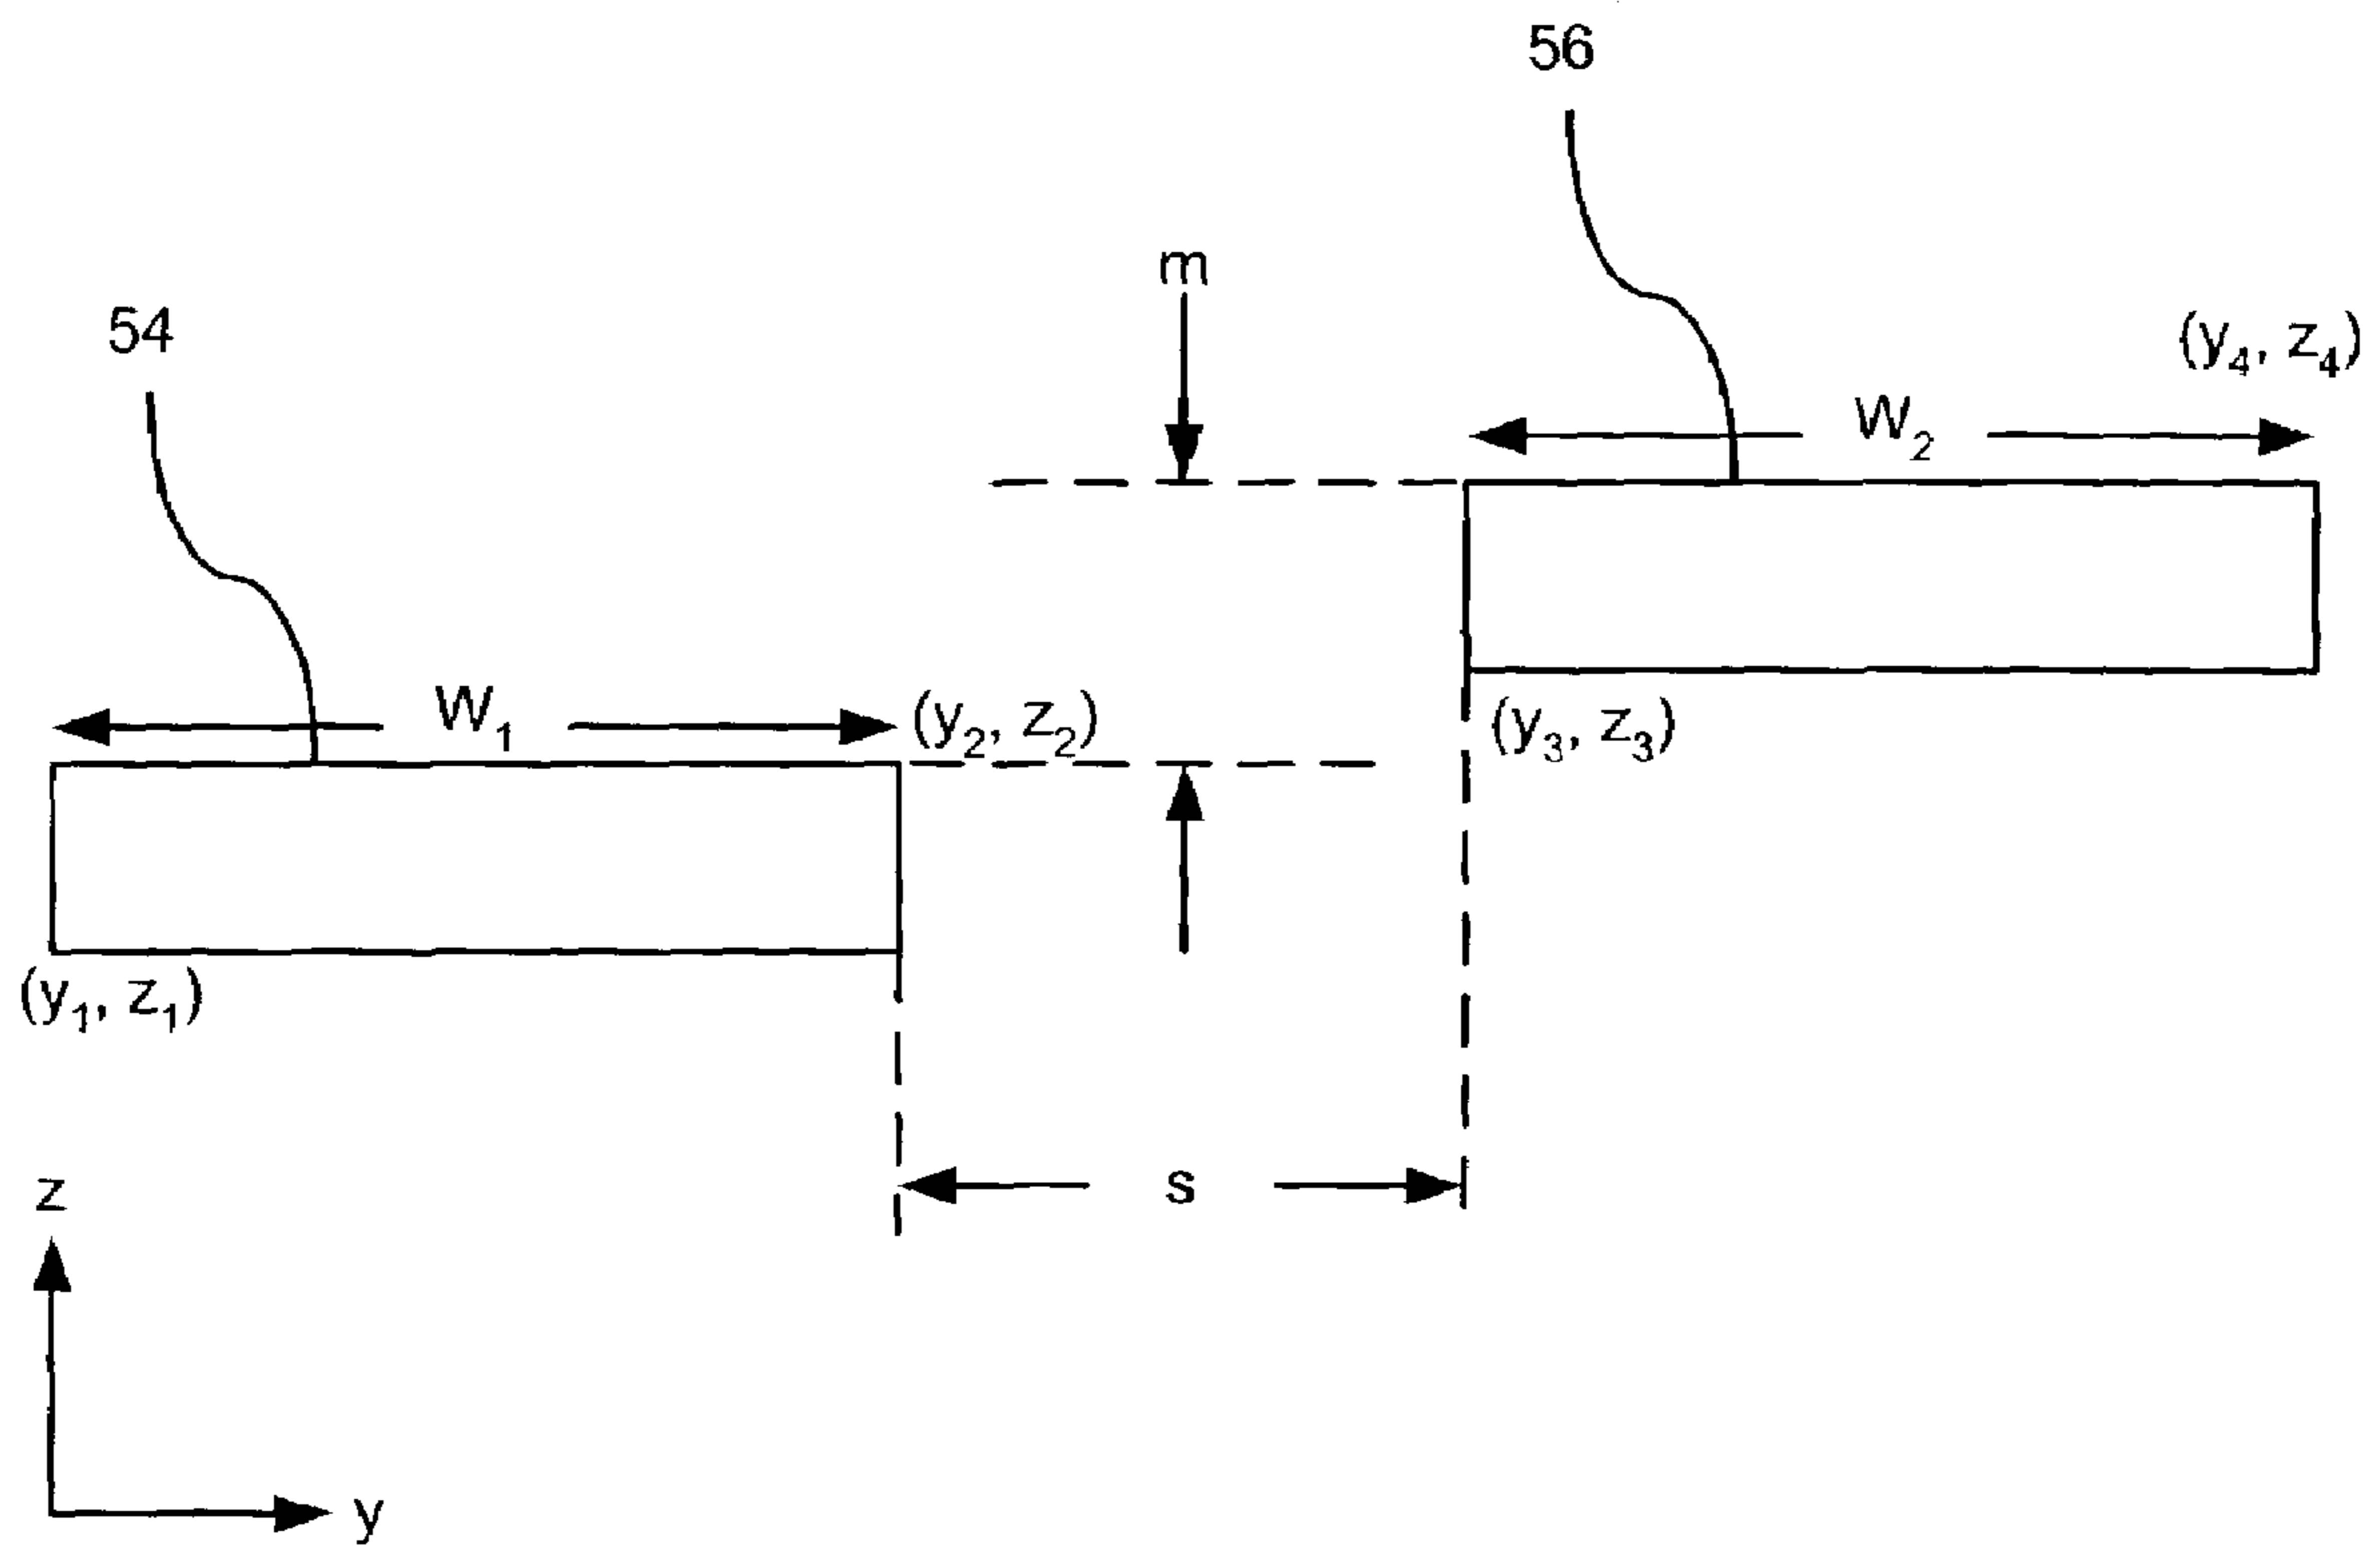 56
m
54
(y₄, z₄)
W₂
W₁
(y₂, z₂)
(y₃, z₃)
(y₁, z₁)
s
z
y